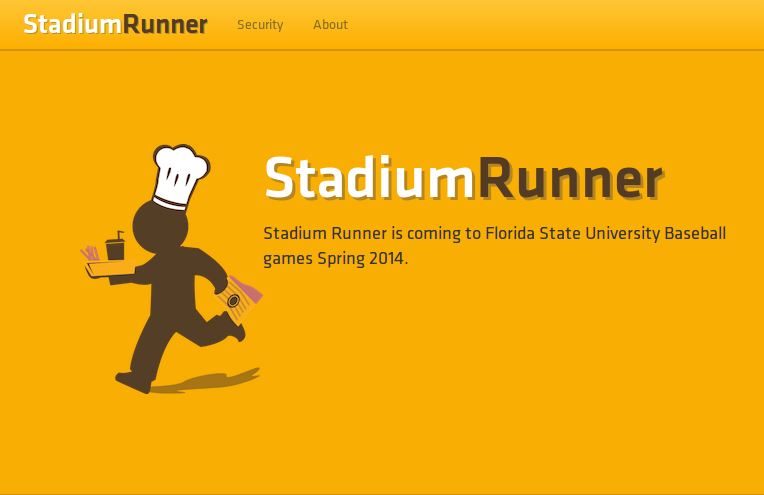 StadiumRunner Security About
StadiumRunner
Stadium Runner is coming to Florida State University Baseball
games Spring 2014.